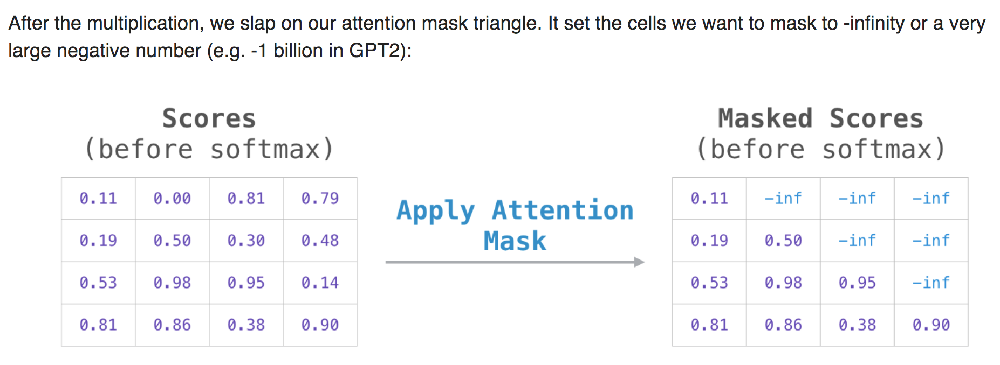 After the multiplication, we slap on our attention mask triangle. It set the cells we want to mask to -infinity or a very
large negative number (e.g. -1 billion in GPT2):
Scores
(before softmax)
0.11 0.00 0.81 0.79
0.19 0.50 0.30 0.48
0.53 0.98 0.95 0.14
0.81 0.86 0.38 0.90
Apply Attention
Mask
Masked Scores
(before softmax)
0.11 -inf -inf -inf
0.19 0.50 -inf -inf
0.53 0.98 0.95 -inf
0.81 0.86 0.38 0.90